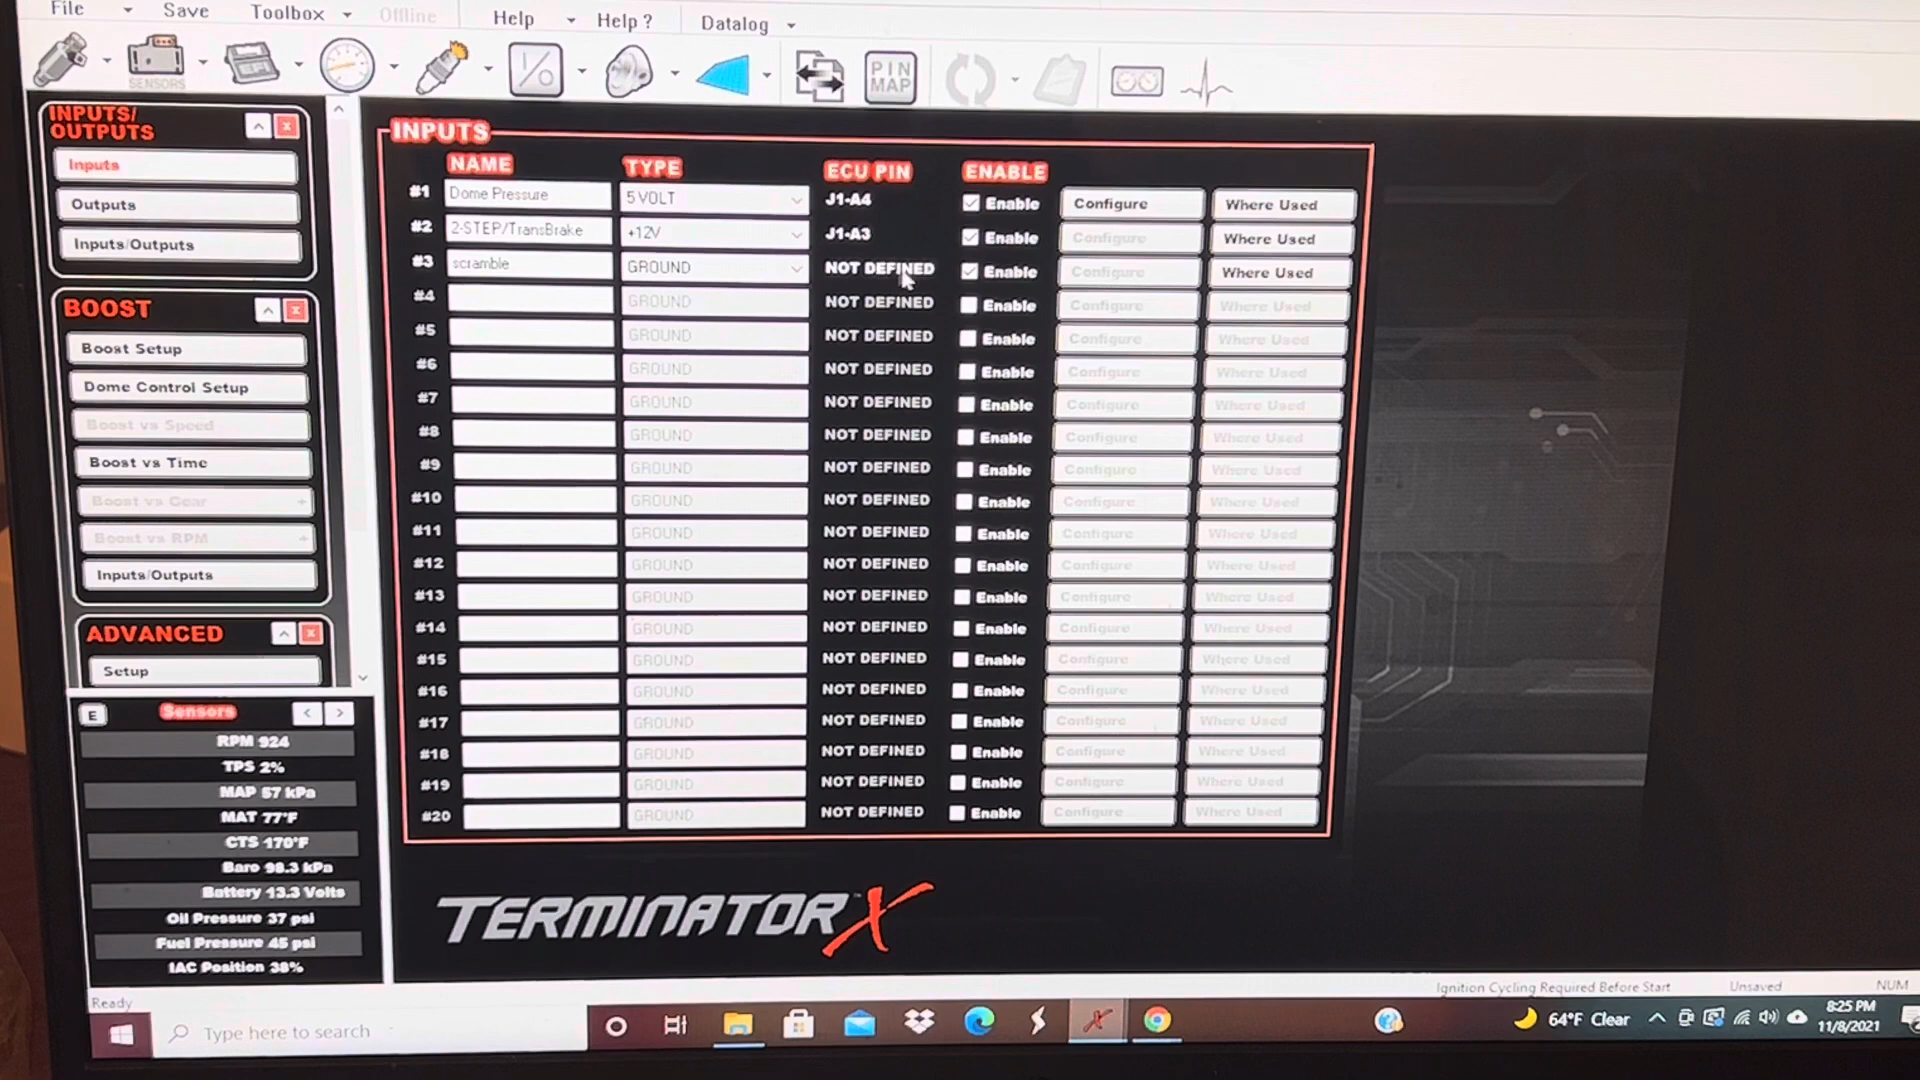 File Save Toolbox Offline Help Help ? Datalog
SENSORS
I/O
PIN
MAP
INPUTS/
OUTPUTS
Inputs
Outputs
Inputs/Outputs
BOOST
Boost Setup
Dome Control Setup
Boost vs Speed
Boost vs Time
Boost vs Gear +
Boost vs RPM +
Inputs/Outputs
ADVANCED
Setup
E Sensors < >
RPM 924
TPS 2%
MAP 57 kPa
MAT 77°F
CTS 170°F
Baro 98.3 kPa
Battery 13.3 Volts
Oil Pressure 37 psi
Fuel Pressure 45 psi
IAC Position 38%
INPUTS
NAME TYPE ECU PIN ENABLE
#1 Dome Pressure 5 VOLT J1-A4 Enable Configure Where Used
#2 2-STEP/TransBrake +12V J1-A3 Enable Configure Where Used
#3 scramble GROUND NOT DEFINED Enable Configure Where Used
#4 GROUND NOT DEFINED Enable Configure Where Used
#5 GROUND NOT DEFINED Enable Configure Where Used
#6 GROUND NOT DEFINED Enable Configure Where Used
#7 GROUND NOT DEFINED Enable Configure Where Used
#8 GROUND NOT DEFINED Enable Configure Where Used
#9 GROUND NOT DEFINED Enable Configure Where Used
#10 GROUND NOT DEFINED Enable Configure Where Used
#11 GROUND NOT DEFINED Enable Configure Where Used
#12 GROUND NOT DEFINED Enable Configure Where Used
#13 GROUND NOT DEFINED Enable Configure Where Used
#14 GROUND NOT DEFINED Enable Configure Where Used
#15 GROUND NOT DEFINED Enable Configure Where Used
#16 GROUND NOT DEFINED Enable Configure Where Used
#17 GROUND NOT DEFINED Enable Configure Where Used
#18 GROUND NOT DEFINED Enable Configure Where Used
#19 GROUND NOT DEFINED Enable Configure Where Used
#20 GROUND NOT DEFINED Enable Configure Where Used
TERMINATOR X
Ready Ignition Cycling Required Before Start Unsaved NUM
Type here to search 64°F Clear 8:25 PM
11/8/2021